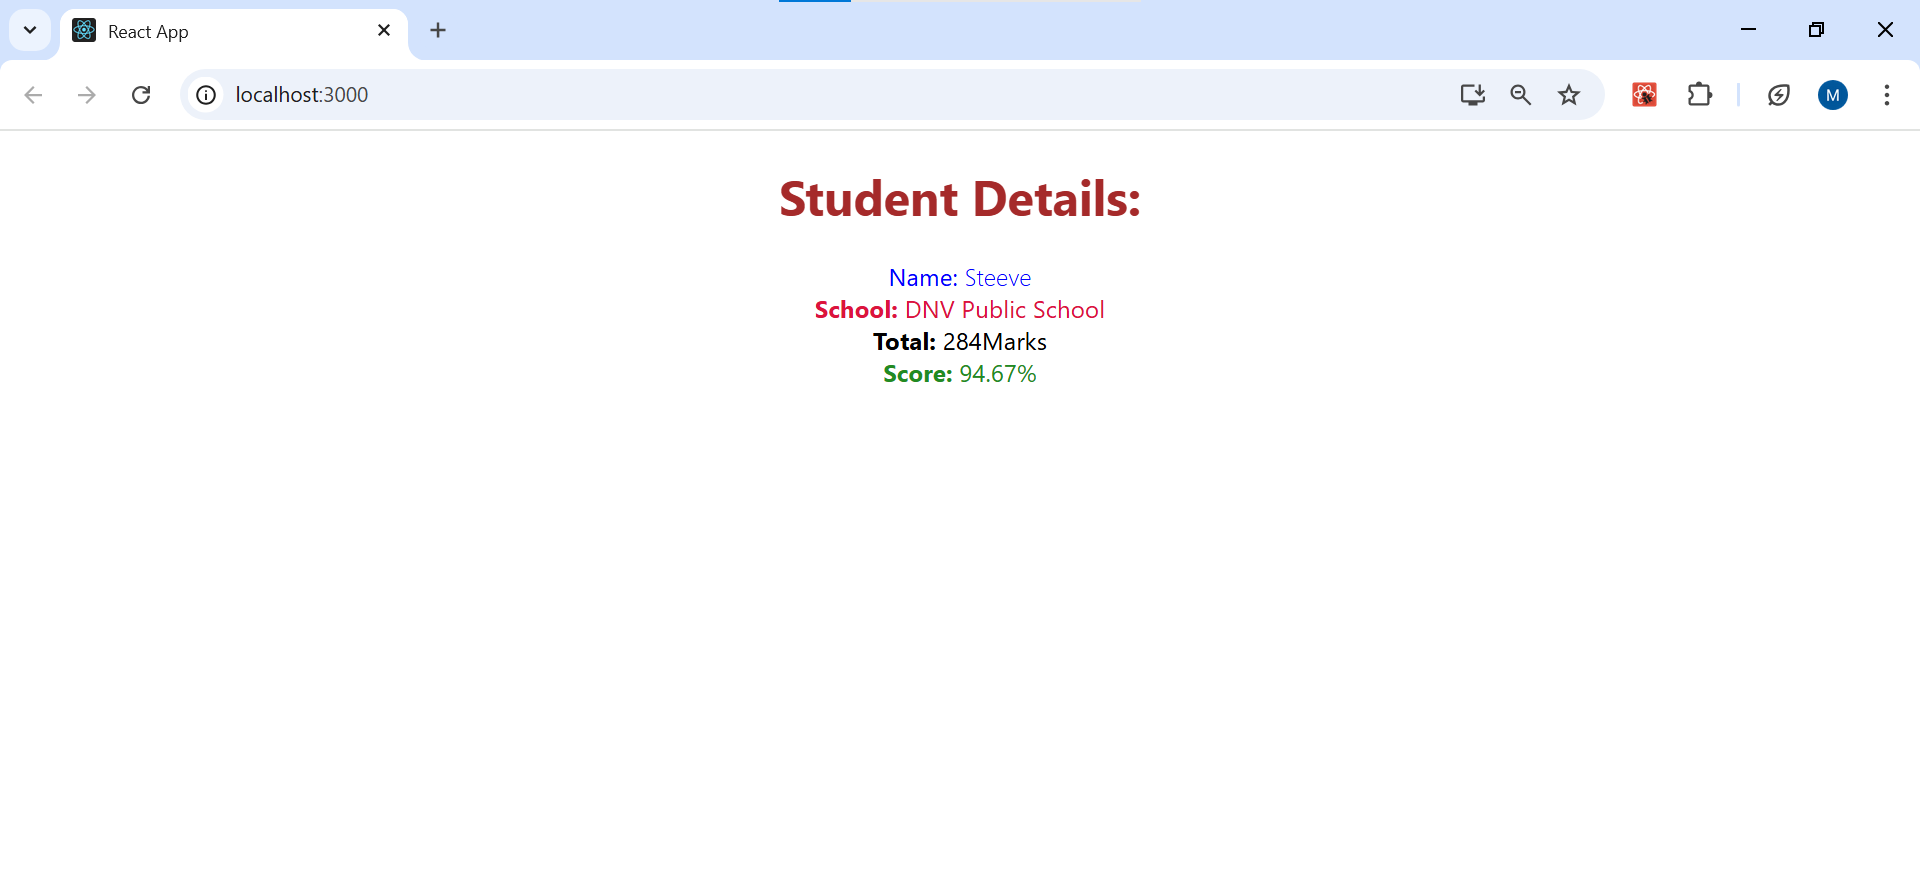 React App
localhost:3000
M
Student Details:
Name: Steeve
School: DNV Public School
Total: 284Marks
Score: 94.67%